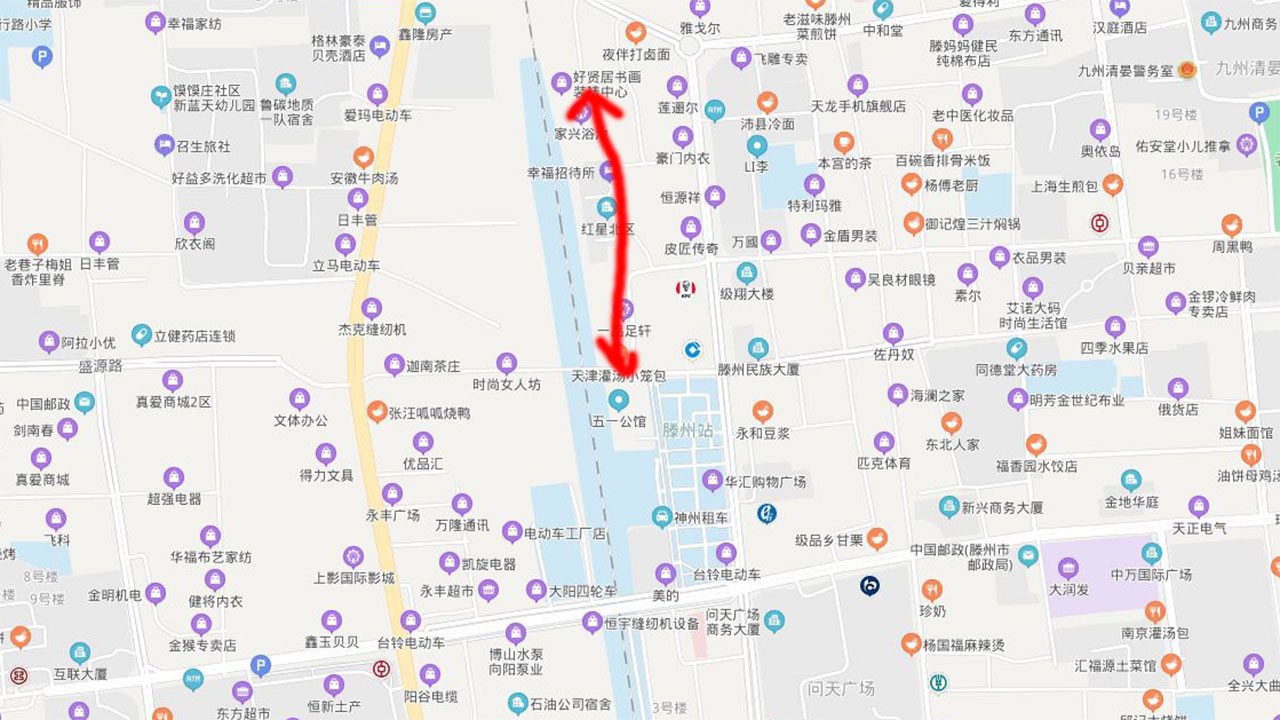 精品服饰
行路小学
幸福家纺
鑫隆房产
格林豪泰
贝壳酒店
夜伴打卤面
雅戈尔
老滋味滕州
菜煎饼
中和堂
爱得利
滕妈妈健民
纯棉布店
东方通讯
汉庭酒店
九州商务
九州清晏警务室
九州清晏
飞雕专卖
好贤居书画
中心
馍馍庄社区
新蓝天幼儿园
鲁碳地质
一队宿舍
爱玛电动车
莲遁尔
ATM
沛县冷面
天龙手机旗舰店
老中医化妆品
19号楼
家兴浴
召生旅社
好益多洗化超市
安徽牛肉汤
幸福招待所
豪门内衣
LI李
本宫的茶
百碗香排骨米饭
奥依岛
佑安堂小儿推拿
16号楼
杨傅老厨
上海生煎包
日丰管
恒源祥
特利玛雅
御记煌三汁焖锅
红星北区
欣衣阁
皮匠传奇
万國
金盾男装
周黑鸭
老巷子梅姐
香炸里脊
日丰管
立马电动车
衣品男装
贝亲超市
吴良材眼镜
素尔
级翔大楼
KFC
艾诺大码
时尚生活馆
金锣冷鲜肉
专卖店
杰克缝纫机
足轩
阿拉小优
立健药店连锁
四季水果店
佐丹奴
盛源路
迦南茶庄
时尚女人坊
天津灌汤小笼包
滕州民族大厦
同德堂大药房
中国邮政
真爱商城2区
文体办公
张汪呱呱烧鸭
五一公馆
滕州站
永和豆浆
海澜之家
明芳金世纪布业
俄货店
剑南春
姐妹面馆
东北人家
优品汇
匹克体育
福香园水饺店
真爱商城
得力文具
油饼母鸡汤
超强电器
华汇购物广场
金地华庭
永丰广场
万隆通讯
电动车工厂店
神州租车
新兴商务大厦
天正电气
飞科
级品乡甘栗
华福布艺家纺
凯旋电器
中国邮政(滕州市
邮政局)
8号楼
上影国际影城
台铃电动车
中万国际广场
金明机电
健将内衣
永丰超市
大阳四轮车
美的
大润发
9号楼
珍奶
金猴专卖店
鑫玉贝贝
台铃电动车
恒宇缝纫机设备
问天广场
商务大厦
南京灌汤包
杨国福麻辣烫
博山水泵
向阳泵业
互联大厦
汇福源土菜馆
ATM
问天广场
全兴大曲
阳谷电缆
东方超市
恒新土产
石油公司宿舍
3号楼